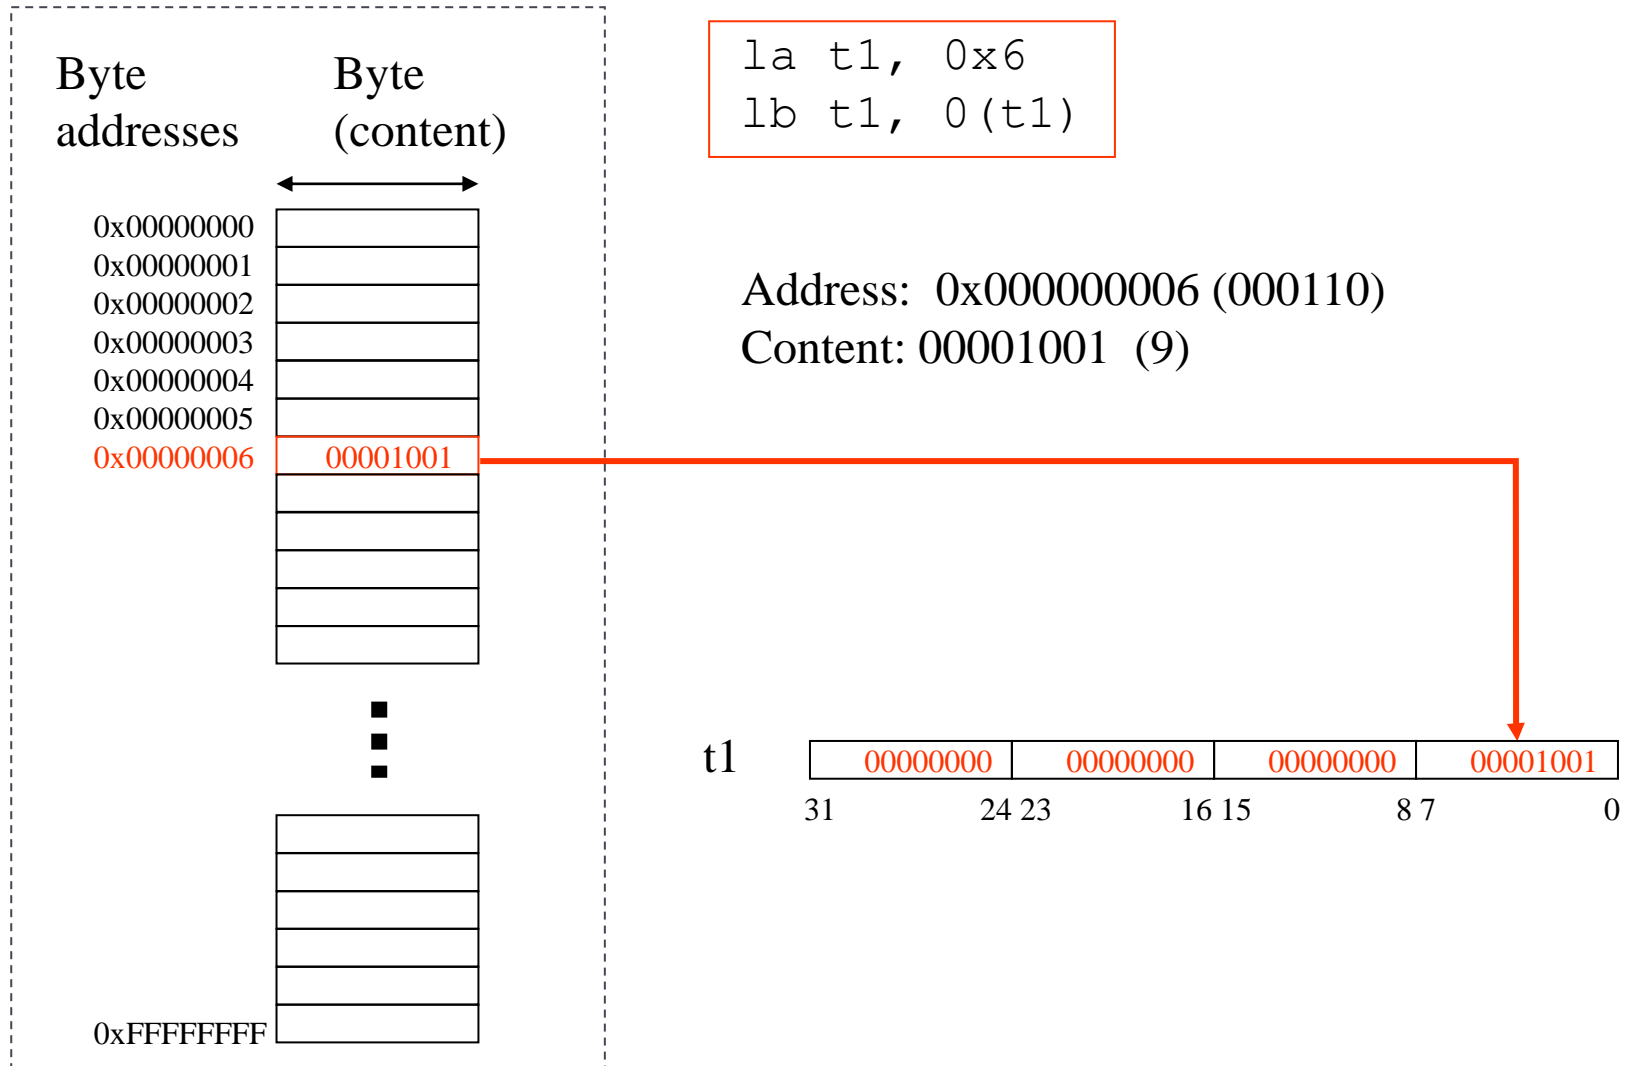 Byte addresses
Byte (content)
la t1, 0x6
lb t1, 0(t1)
0x00000000
0x00000001
0x00000002
0x00000003
0x00000004
0x00000005
0x00000006 00001001
Address: 0x000000006 (000110)
Content: 00001001 (9)
t1 00000000 00000000 00000000 00001001
31 24 23 16 15 8 7 0
0xFFFFFFFF